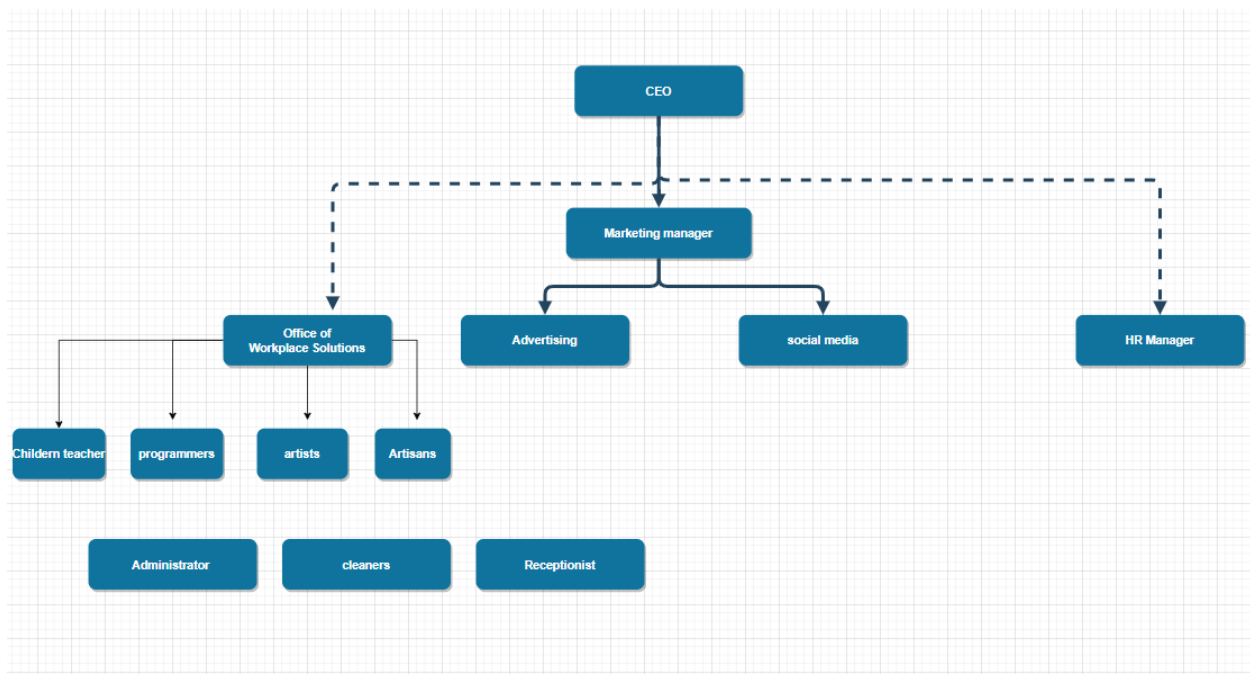 CEO
Marketing manager
Office of
Workplace Solutions
Advertising
social media
HR Manager
Childern teacher
programmers
artists
Artisans
Administrator
cleaners
Receptionist